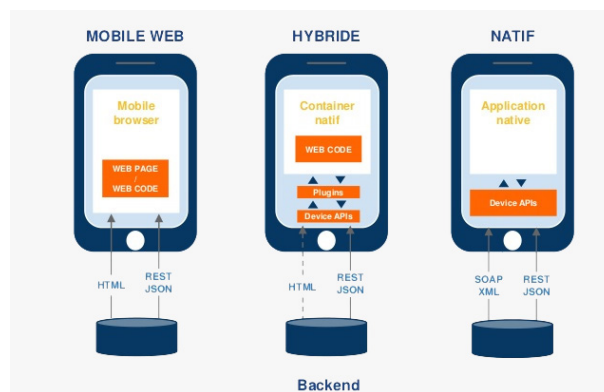 MOBILE WEB
HYBRIDE
NATIF
Mobile
browser
WEB PAGE
/
WEB CODE
Container
natif
WEB CODE
Plugins
Device APIs
Application
native
Device APIs
HTML
REST
JSON
HTML
REST
JSON
SOAP
XML
REST
JSON
Backend